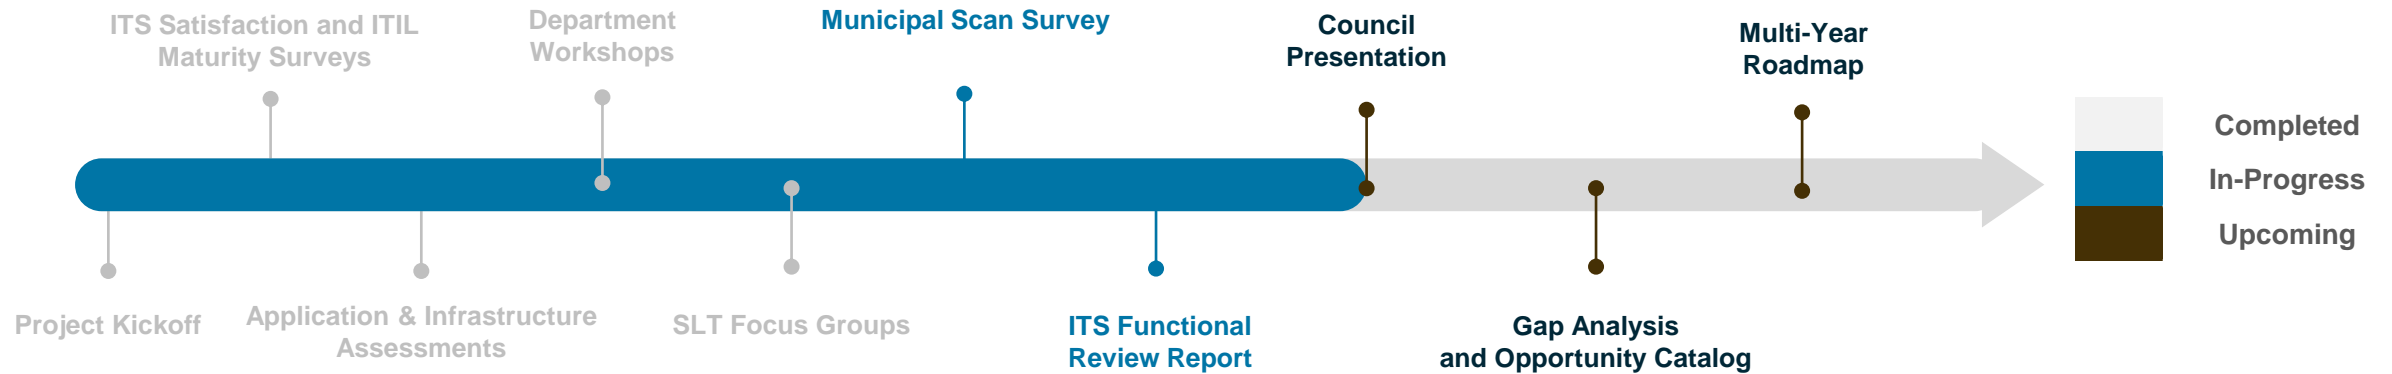 ITS Satisfaction and ITIL
Maturity Surveys
Department
Workshops
Municipal Scan Survey
Council
Presentation
Multi-Year
Roadmap
Completed
In-Progress
Upcoming
Project Kickoff
Application & Infrastructure
Assessments
SLT Focus Groups
ITS Functional
Review Report
Gap Analysis
and Opportunity Catalog